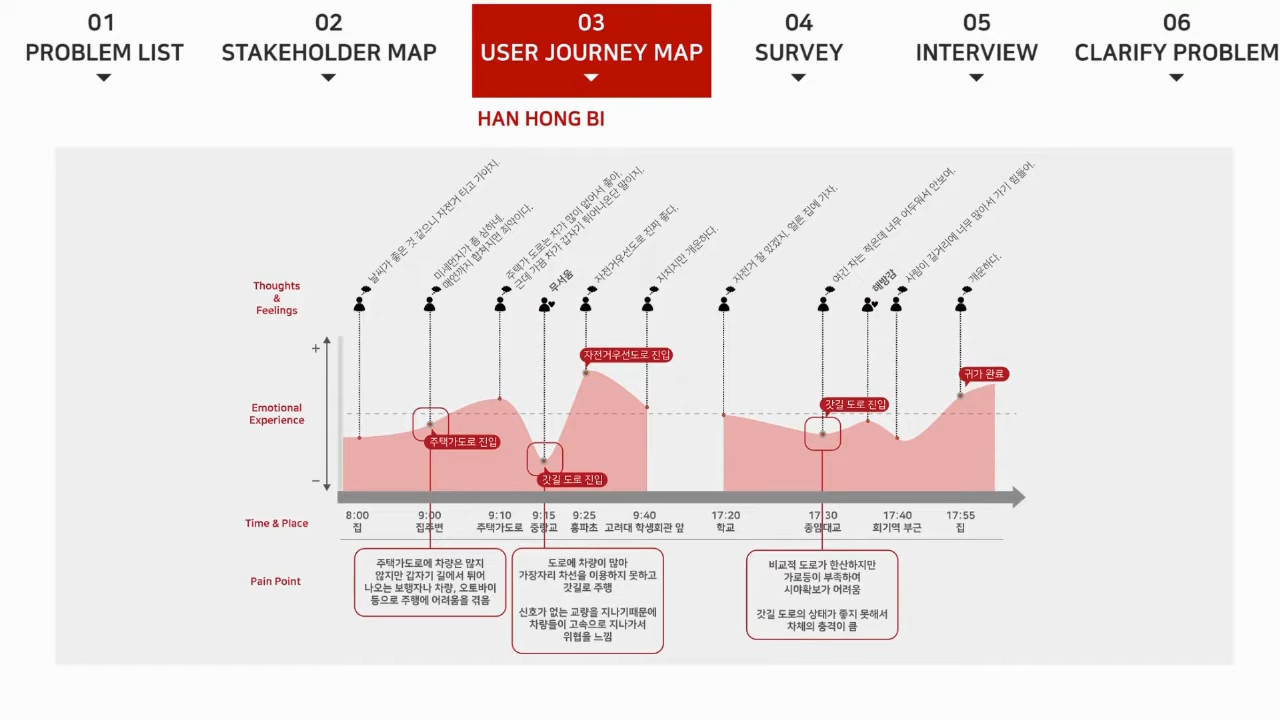 01
PROBLEM LIST
02
STAKEHOLDER MAP
03
USER JOURNEY MAP
04
SURVEY
05
INTERVIEW
06
CLARIFY PROBLEM
HAN HONG BI
Thoughts
&
Feelings
날씨가 좋은 것 같으니 자전거 타고 가야지.
미세먼지가 좀 심하네.
매연까지 합쳐지면 최악이다.
주택가 도로는 차가 많이 없어서 좋아.
근데 가끔 차가 갑자기 튀어나온단 말이지.
무서움
자전거우선도로 진짜 좋다.
지치지만 개운하다.
자전거 잘 있겠지. 얼른 집에 가자.
여긴 차는 적은데 너무 어두워서 안보여.
해방감
사람이 길거리에 너무 많아서 가기 힘들어.
개운하다.
+
Emotional
Experience
−
주택가도로 진입
갓길 도로 진입
자전거우선도로 진입
갓길 도로 진입
귀가 완료
Time & Place
8:00
집
9:00
집주변
9:10
주택가도로
9:15
중랑교
9:25
홍파초
9:40
고려대 학생회관 앞
17:20
학교
17:30
종암대교
17:40
회기역 부근
17:55
집
Pain Point
주택가도로에 차량은 많지
않지만 갑자기 길에서 튀어
나오는 보행자나 차량, 오토바이
등으로 주행에 어려움을 겪음
도로에 차량이 많아
가장자리 차선을 이용하지 못하고
갓길로 주행
신호가 없는 교량을 지나기때문에
차량들이 고속으로 지나가서
위협을 느낌
비교적 도로가 한산하지만
가로등이 부족하여
시야확보가 어려움
갓길 도로의 상태가 좋지 못해서
차체의 충격이 큼